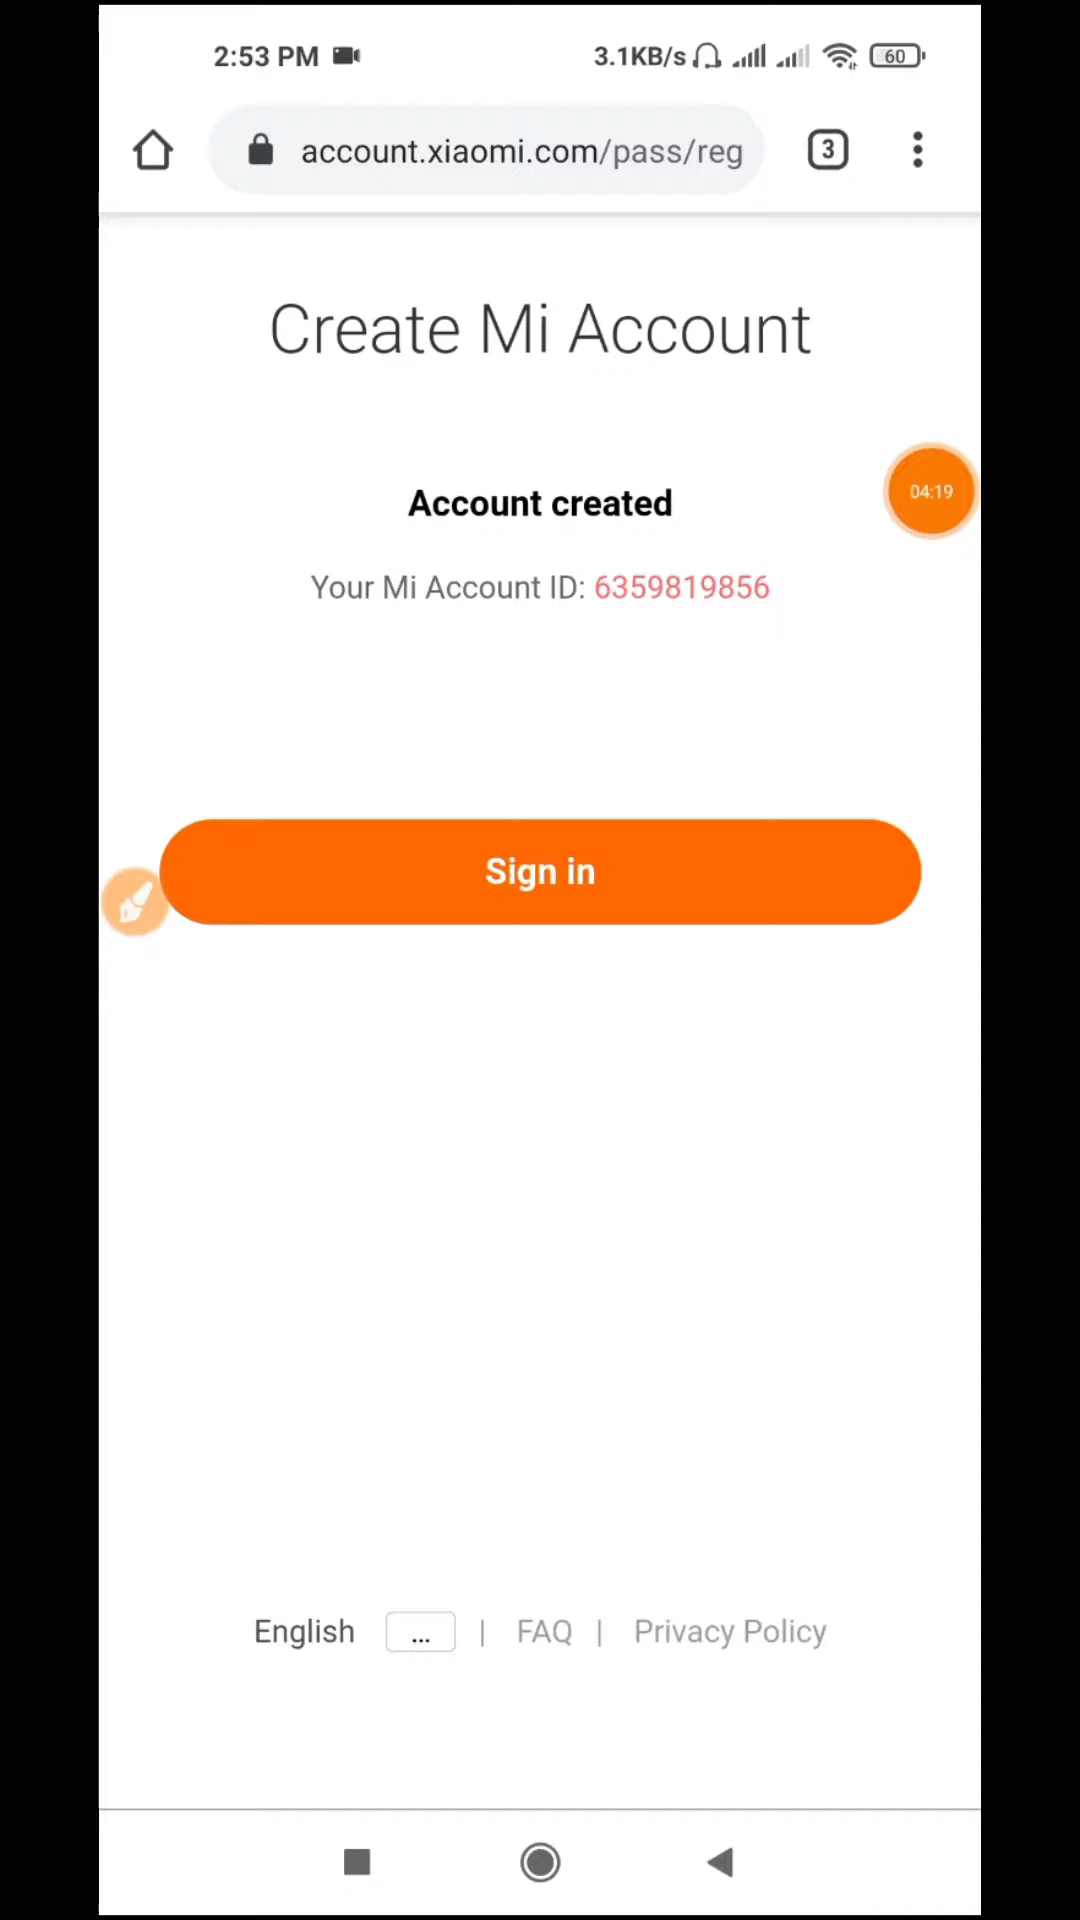 2:53 PM 3.1KB/s 60
account.xiaomi.com/pass/reg 3
Create Mi Account
Account created
04:19
Your Mi Account ID: 6359819856
Sign in
English ... | FAQ | Privacy Policy